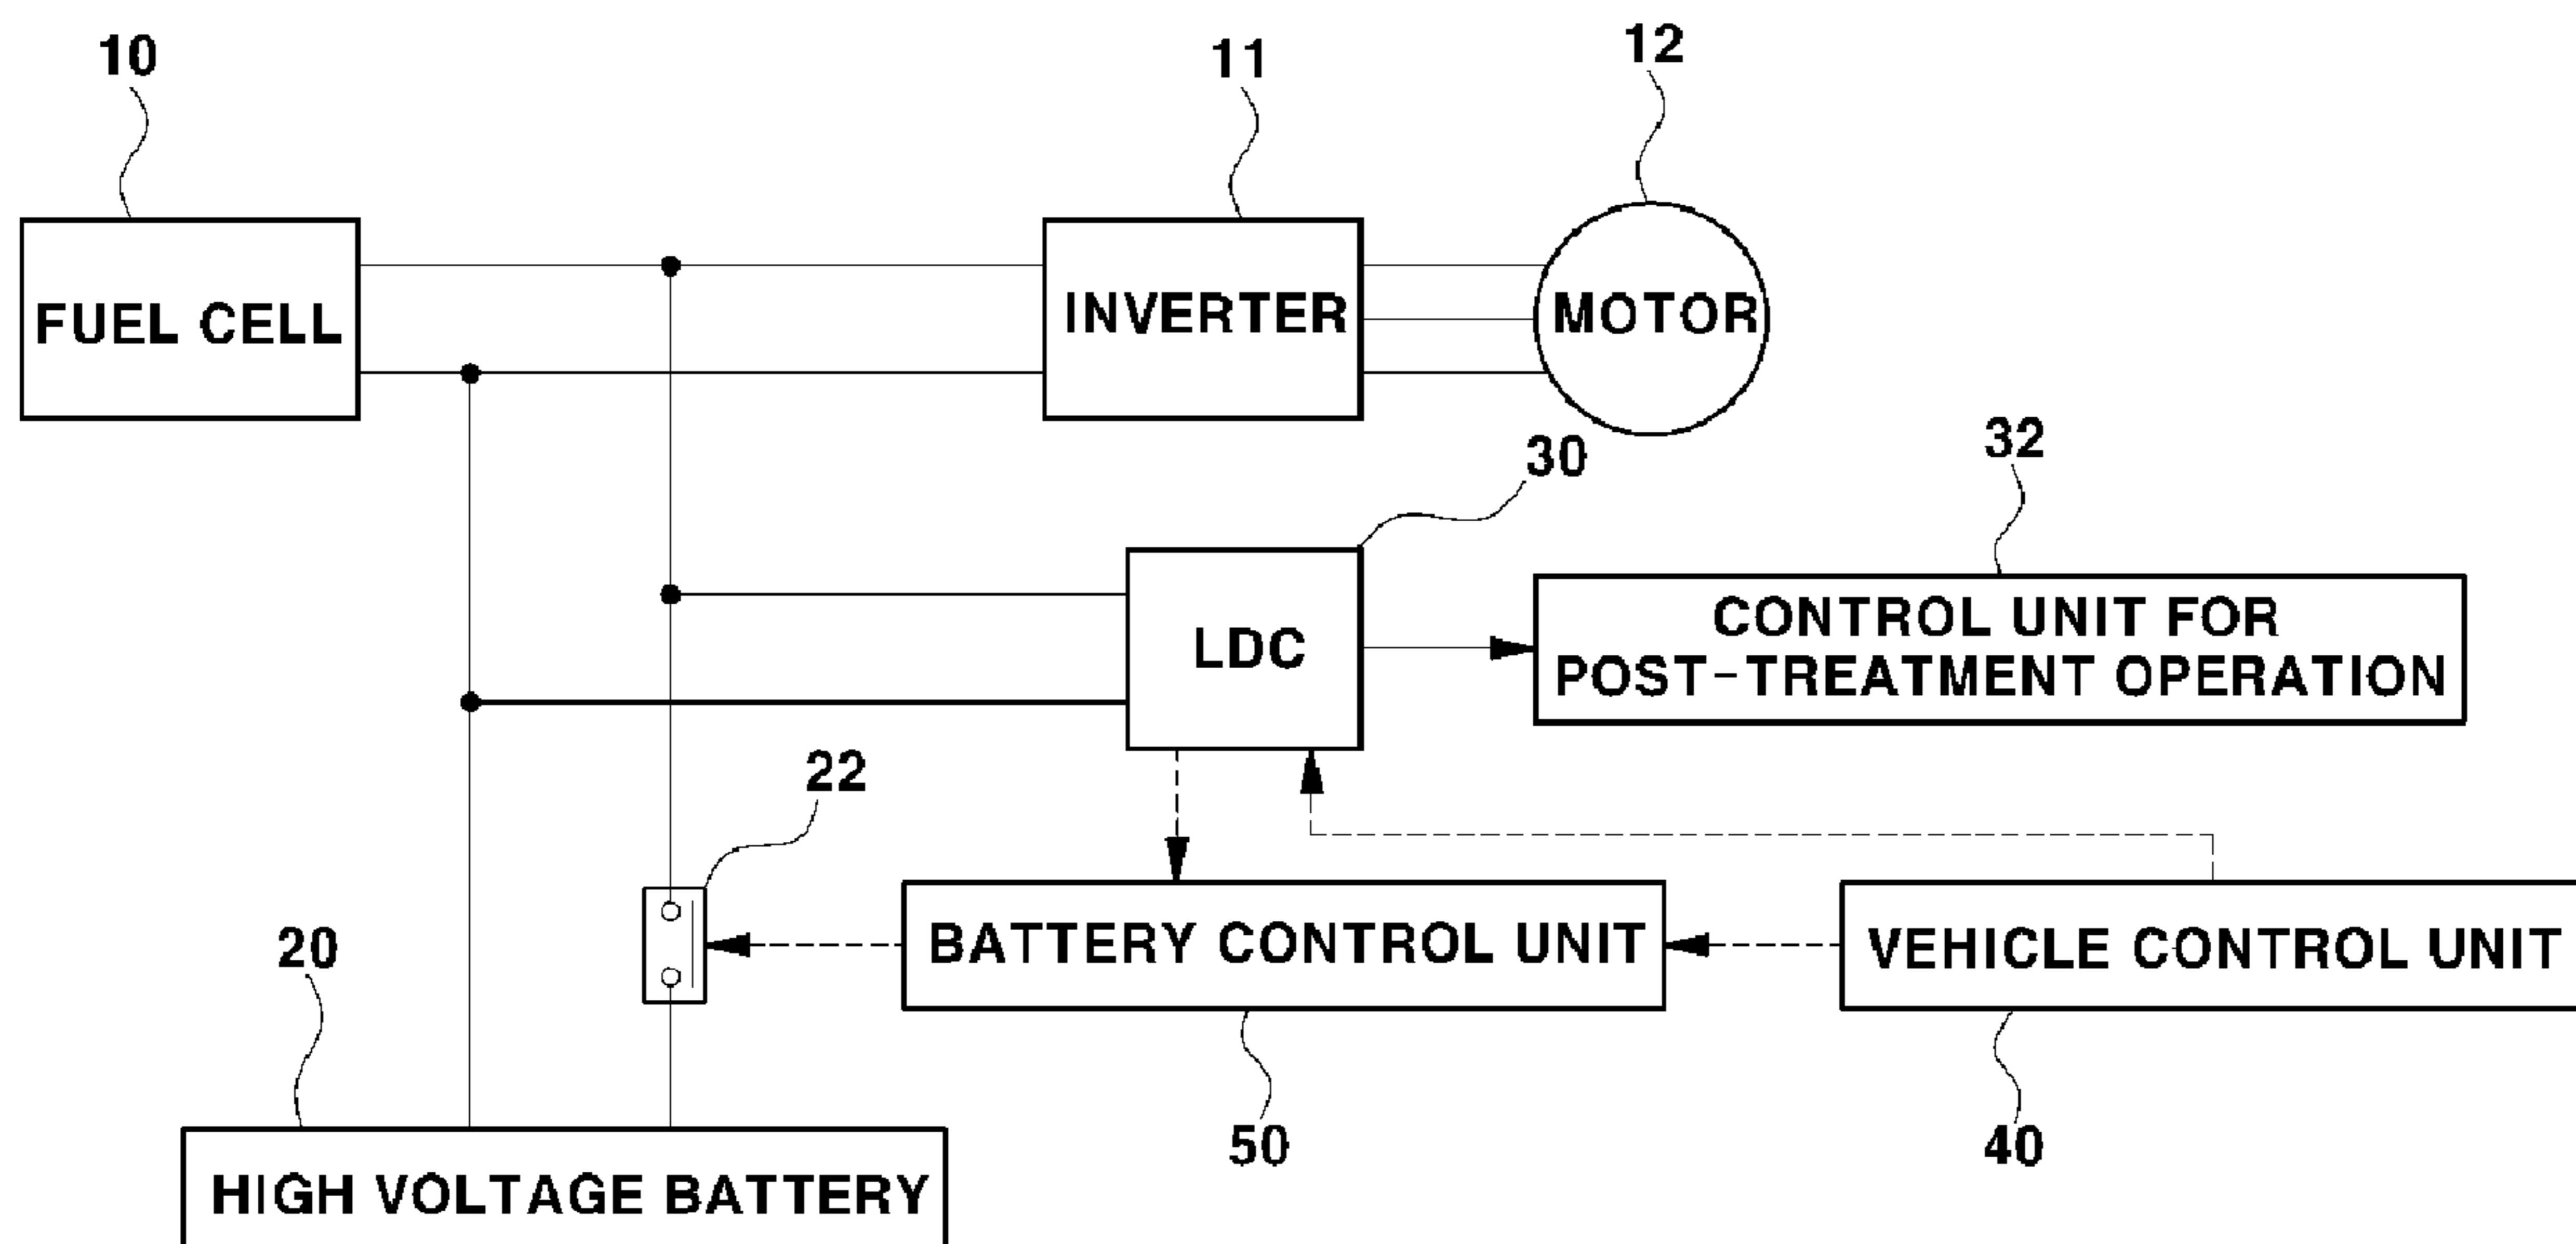 10
11
12
FUEL CELL
INVERTER
MOTOR
30
32
LDC
CONTROL UNIT FOR
POST-TREATMENT OPERATION
22
20
BATTERY CONTROL UNIT
VEHICLE CONTROL UNIT
50
40
HIGH VOLTAGE BATTERY